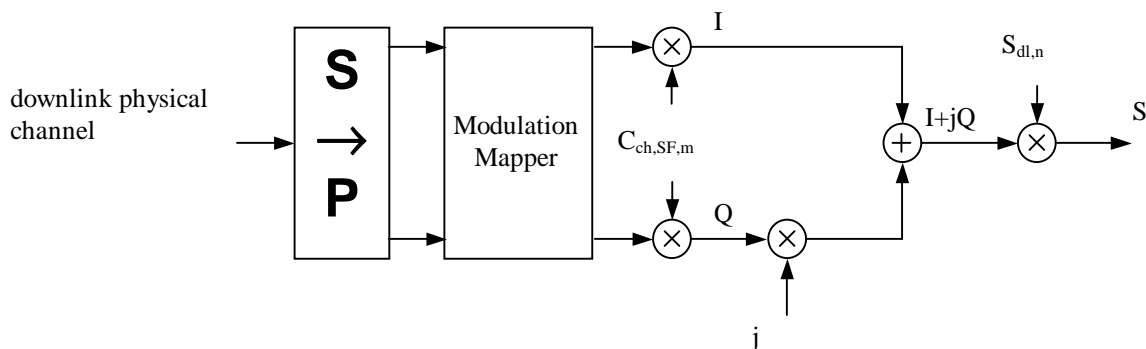 downlink physical
channel
S
→
P
Modulation
Mapper
I
C_ch,SF,m
Q
j
I+jQ
S_dl,n
S